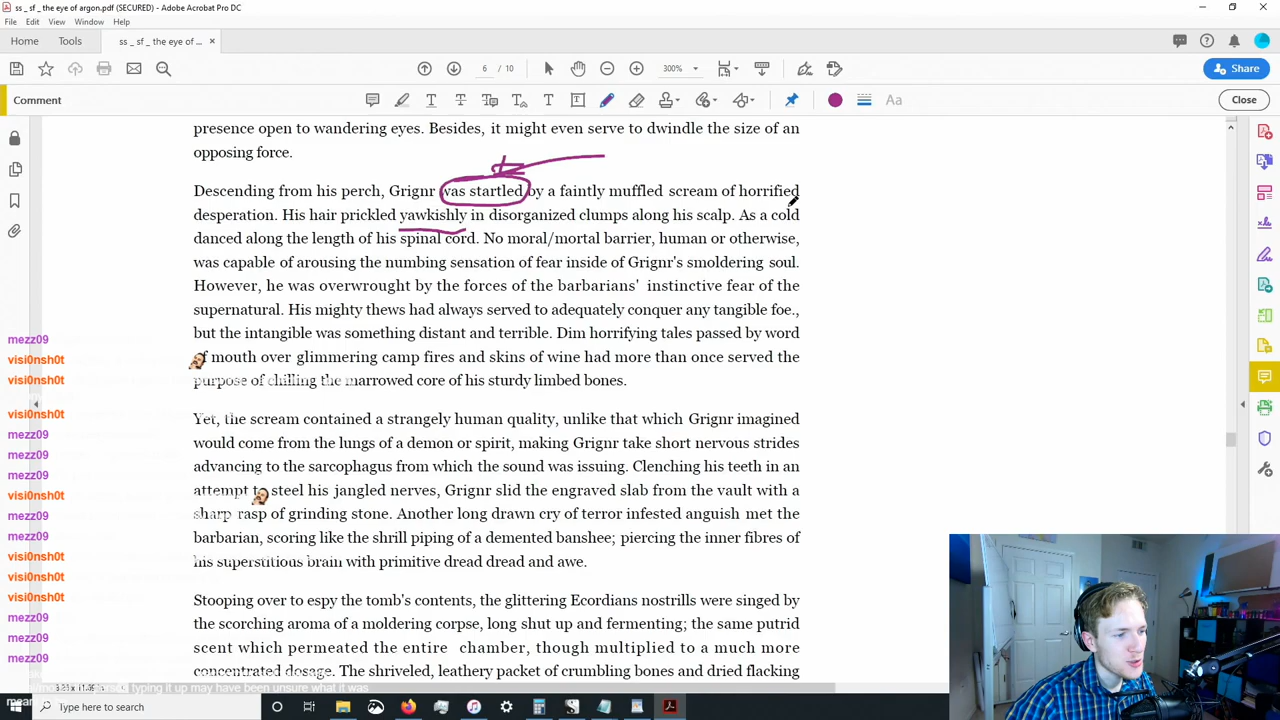 ss _ sf _ the eye of argon.pdf (SECURED) - Adobe Acrobat Pro DC
File Edit View Window Help
Home Tools ss _ sf _ the eye of ... ×
6 / 10 300% Share
Comment Aa Close
presence open to wandering eyes. Besides, it might even serve to dwindle the size of an
opposing force.
Descending from his perch, Grignr was startled by a faintly muffled scream of horrified
desperation. His hair prickled yawkishly in disorganized clumps along his scalp. As a cold
danced along the length of his spinal cord. No moral/mortal barrier, human or otherwise,
was capable of arousing the numbing sensation of fear inside of Grignr's smoldering soul.
However, he was overwrought by the forces of the barbarians' instinctive fear of the
supernatural. His mighty thews had always served to adequately conquer any tangible foe.,
but the intangible was something distant and terrible. Dim horrifying tales passed by word
of mouth over glimmering camp fires and skins of wine had more than once served the
purpose of chilling the marrowed core of his sturdy limbed bones.
Yet, the scream contained a strangely human quality, unlike that which Grignr imagined
would come from the lungs of a demon or spirit, making Grignr take short nervous strides
advancing to the sarcophagus from which the sound was issuing. Clenching his teeth in an
attempt to steel his jangled nerves, Grignr slid the engraved slab from the vault with a
sharp rasp of grinding stone. Another long drawn cry of terror infested anguish met the
barbarian, scoring like the shrill piping of a demented banshee; piercing the inner fibres of
his superstitious brain with primitive dread dread and awe.
Stooping over to espy the tomb's contents, the glittering Ecordians nostrills were singed by
the scorching aroma of a moldering corpse, long shut up and fermenting; the same putrid
scent which permeated the entire chamber, though multiplied to a much more
concentrated dosage. The shriveled, leathery packet of crumbling bones and dried flacking
mezz09
visi0nsh0t
visi0nsh0t
visi0nsh0t
mezz09
mezz09
mezz09
visi0nsh0t
mezz09
mezz09
visi0nsh0t
visi0nsh0t
visi0nsh0t
mezz09
mezz09
mezz09
typing it up may have been unsure what it was
Type here to search